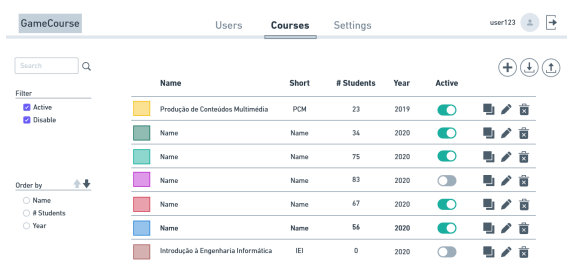 GameCourse Users Courses Settings user123
Search
Name Short # Students Year Active
Filter
Active
Disable
Produção de Conteúdos Multimédia PCM 23 2019
Name Name 34 2020
Name Name 75 2020
Name Name 83 2020
Order by
Name
# Students
Year
Name Name 67 2020
Name Name 56 2020
Introdução à Engenharia Informática IEI 0 2020